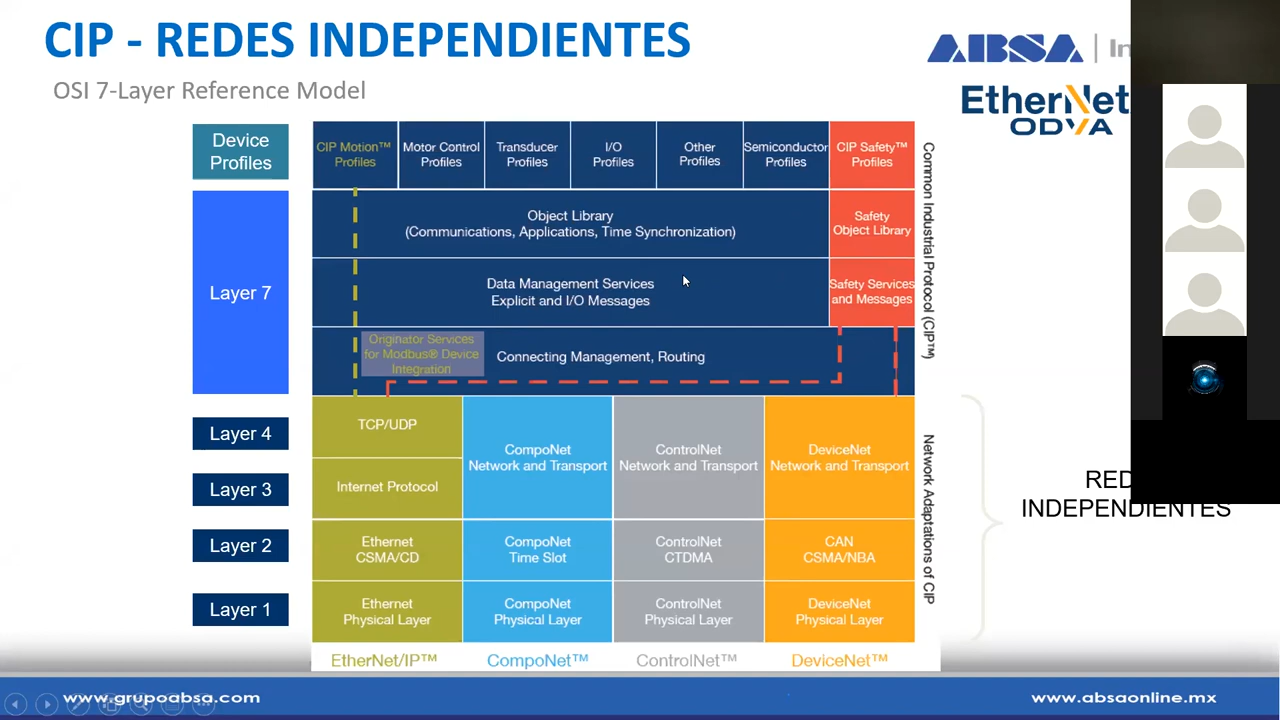 CIP - REDES INDEPENDIENTES
OSI 7-Layer Reference Model
ABSA
EtherNet
ODVA
Device
Profiles
CIP Motion™
Profiles
Motor Control
Profiles
Transducer
Profiles
I/O
Profiles
Other
Profiles
Semiconductor
Profiles
CIP Safety™
Profiles
Layer 7
Object Library
(Communications, Applications, Time Synchronization)
Safety
Object Library
Data Management Services
Explicit and I/O Messages
Safety Services
and Messages
Originator Services
for Modbus® Device
Integration
Connecting Management, Routing
Common Industrial Protocol (CIP™)
Layer 4
TCP/UDP
CompoNet
Network and Transport
ControlNet
Network and Transport
DeviceNet
Network and Transport
Layer 3
Internet Protocol
Layer 2
Ethernet
CSMA/CD
CompoNet
Time Slot
ControlNet
CTDMA
CAN
CSMA/NBA
Layer 1
Ethernet
Physical Layer
CompoNet
Physical Layer
ControlNet
Physical Layer
DeviceNet
Physical Layer
Network Adaptations of CIP
INDEPENDIENTES
EtherNet/IP™
CompoNet™
ControlNet™
DeviceNet™
www.grupoabsa.com
www.absaonline.mx